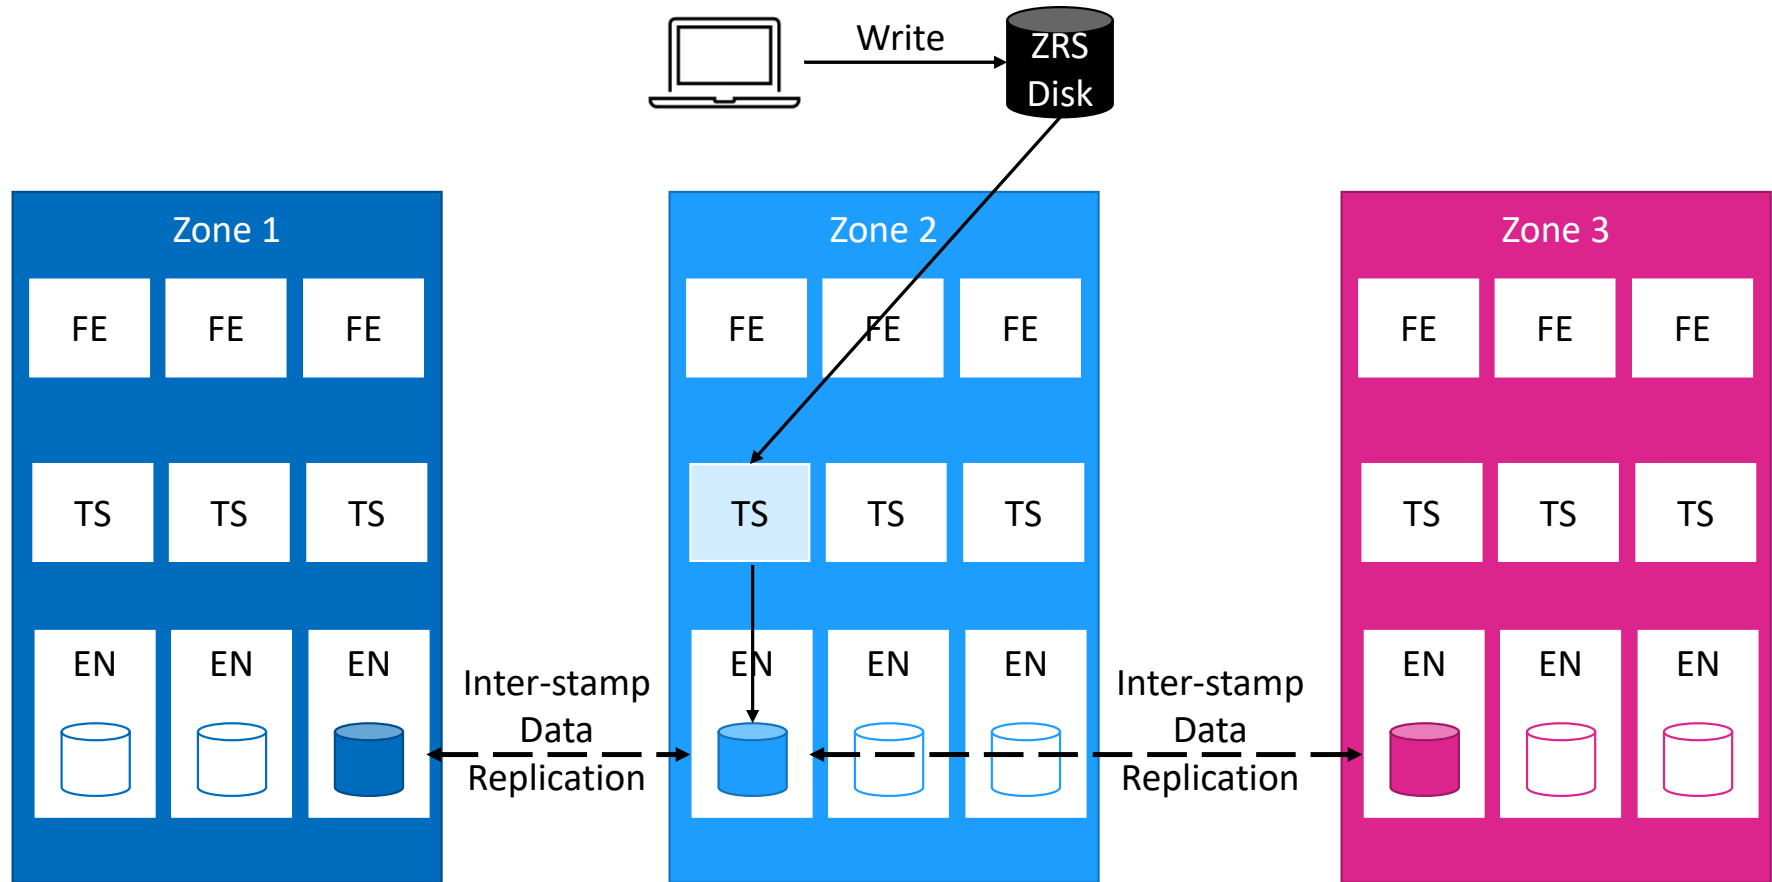 Write
ZRS
Disk
Zone 1
Zone 2
Zone 3
FE FE FE
FE FE FE
FE FE FE
TS TS TS
TS TS TS
TS TS TS
EN EN EN
EN EN EN
EN EN EN
Inter-stamp
Data
Replication
Inter-stamp
Data
Replication